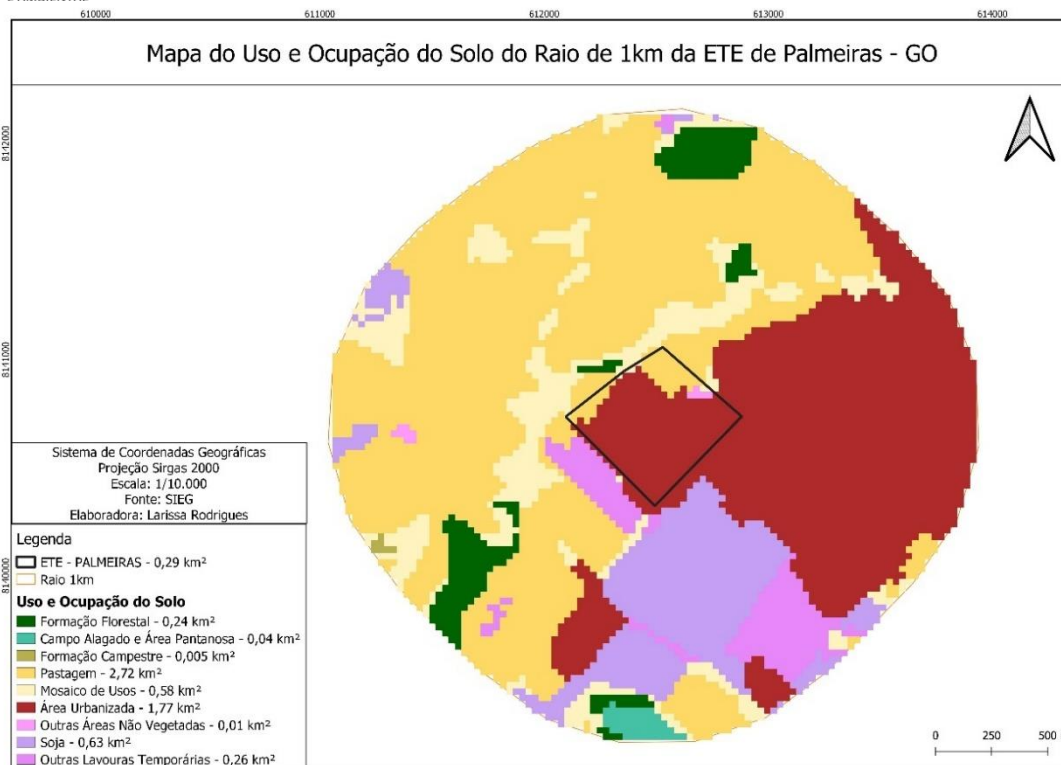 610000
611000
612000
613000
614000
Mapa do Uso e Ocupação do Solo do Raio de 1km da ETE de Palmeiras - GO
8142000
8141000
8140000
Sistema de Coordenadas Geográficas
Projeção Sirgas 2000
Escala: 1/10.000
Fonte: SIEG
Elaboradora: Larissa Rodrigues
Legenda
ETE - PALMEIRAS - 0,29 km²
Raio 1km
Uso e Ocupação do Solo
Formação Florestal - 0,24 km²
Campo Alagado e Área Pantanosa - 0,04 km²
Formação Campestre - 0,005 km²
Pastagem - 2,72 km²
Mosaico de Usos - 0,58 km²
Área Urbanizada - 1,77 km²
Outras Áreas Não Vegetadas - 0,01 km²
Soja - 0,63 km²
Outras Lavouras Temporárias - 0,26 km²
0 250 500